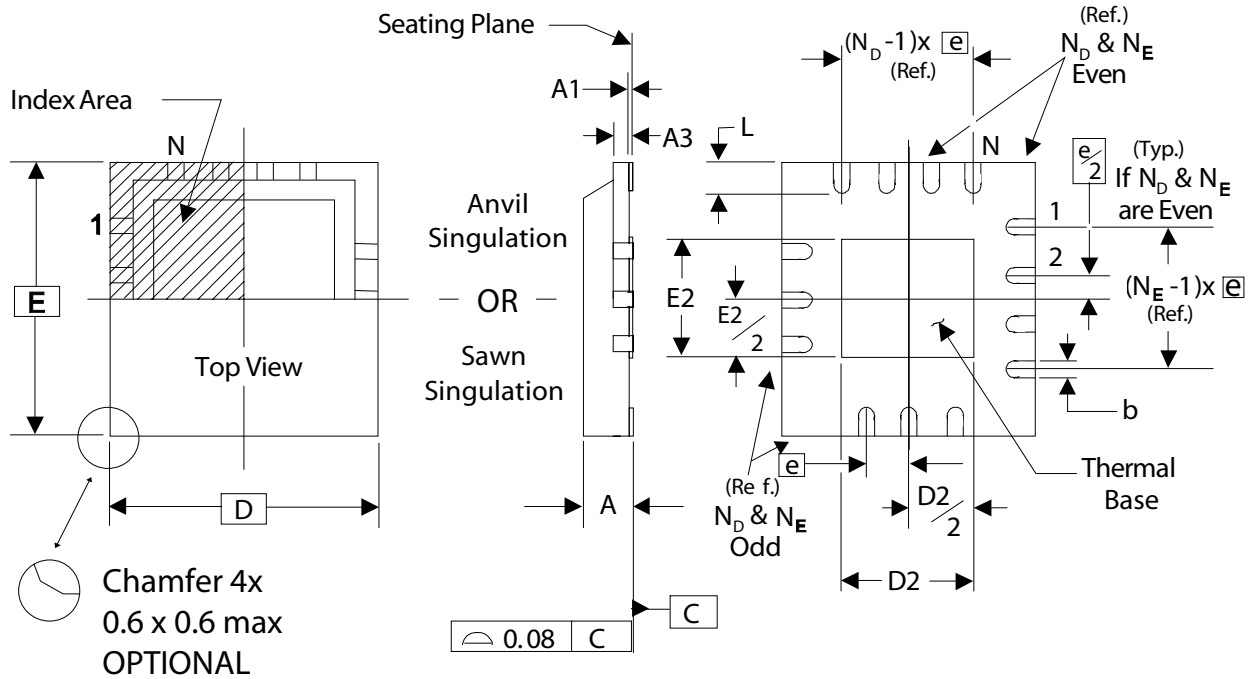 Seating Plane
Index Area
N
1
E
Top View
D
Chamfer 4x
0.6 x 0.6 max
OPTIONAL
A1
A3
Anvil
Singulation
OR
Sawn
Singulation
A
0.08 C
C
L
(N_D -1)x e
(Ref.)
(Ref.)
N_D & N_E
Even
N
e/2
(Typ.)
If N_D & N_E
are Even
1
2
(N_E -1)x e
(Ref.)
E2
E2/2
b
e
(Re f.)
N_D & N_E
Odd
D2/2
D2
Thermal
Base